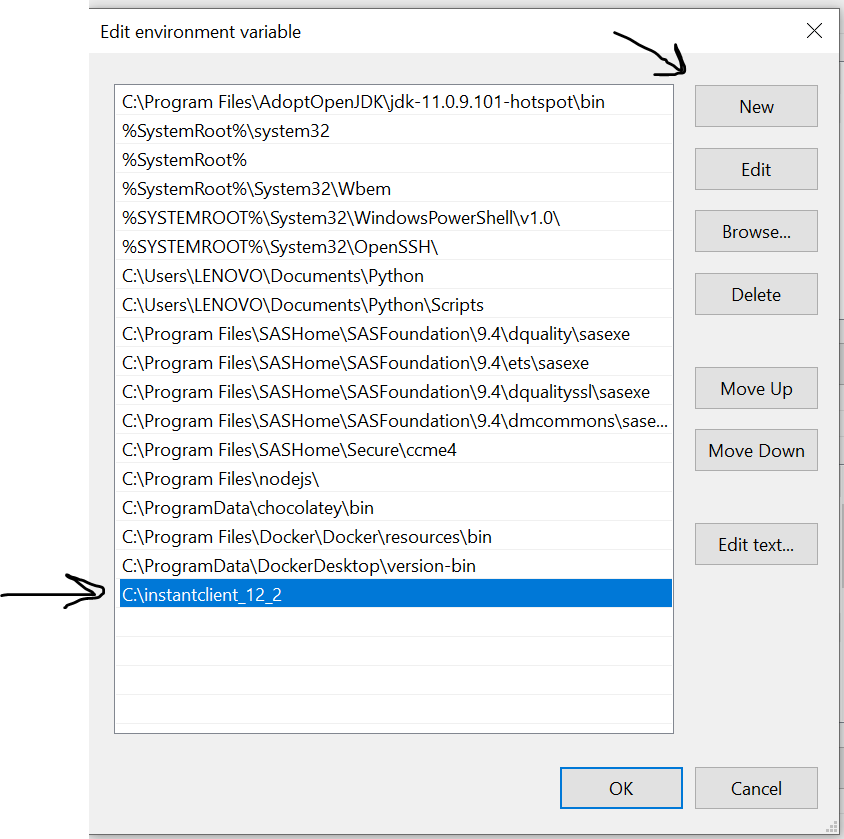 Edit environment variable
C:\Program Files\AdoptOpenJDK\jdk-11.0.9.101-hotspot\bin
New
%SystemRoot%\system32
%SystemRoot%
Edit
%SystemRoot%\System32\Wbem
%SYSTEMROOT%\System32\WindowsPowerShell\v1.0\
Browse...
%SYSTEMROOT%\System32\OpenSSH\
C:\Users\LENOVO\Documents\Python
Delete
C:\Users\LENOVO\Documents\Python\Scripts
C:\Program Files\SASHome\SASFoundation\9.4\dquality\sasexe
C:\Program Files\SASHome\SASFoundation\9.4\ets\sasexe
Move Up
C:\Program Files\SASHome\SASFoundation\9.4\dqualityssl\sasexe
C:\Program Files\SASHome\SASFoundation\9.4\dmcommons\sase...
C:\Program Files\SASHome\Secure\ccme4
Move Down
C:\Program Files\nodejs\
C:\ProgramData\chocolatey\bin
C:\Program Files\Docker\Docker\resources\bin
Edit text...
C:\ProgramData\DockerDesktop\version-bin
C:\instantclient_12_2
OK
Cancel